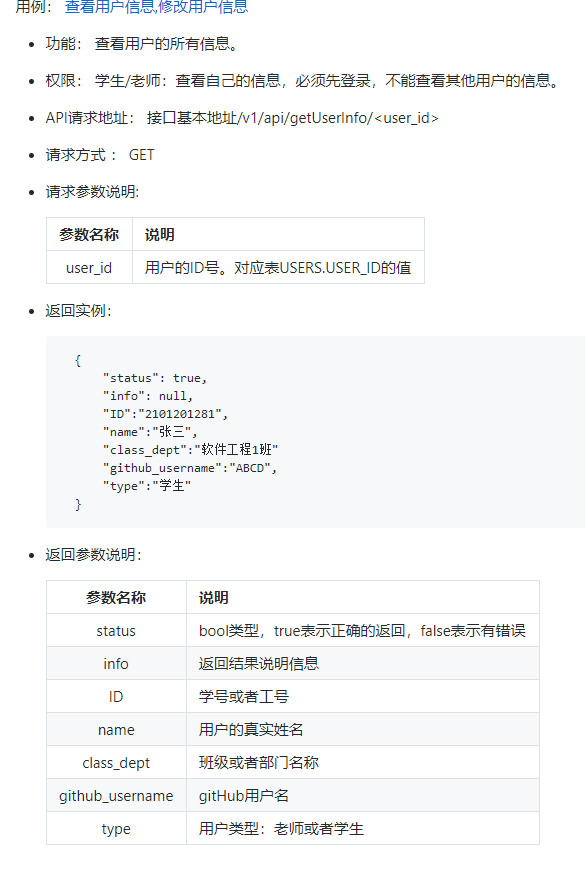 用例： 查看用户信息,修改用户信息
功能： 查看用户的所有信息。
权限： 学生/老师：查看自己的信息，必须先登录，不能查看其他用户的信息。
API请求地址： 接口基本地址/v1/api/getUserInfo/<user_id>
请求方式 ： GET
请求参数说明:
参数名称 说明
user_id 用户的ID号。对应表USERS.USER_ID的值
返回实例：
{
"status": true,
"info": null,
"ID":"2101201281",
"name":"张三",
"class_dept":"软件工程1班"
"github_username":"ABCD",
"type":"学生"
}
返回参数说明：
参数名称 说明
status bool类型，true表示正确的返回，false表示有错误
info 返回结果说明信息
ID 学号或者工号
name 用户的真实姓名
class_dept 班级或者部门名称
github_username gitHub用户名
type 用户类型：老师或者学生